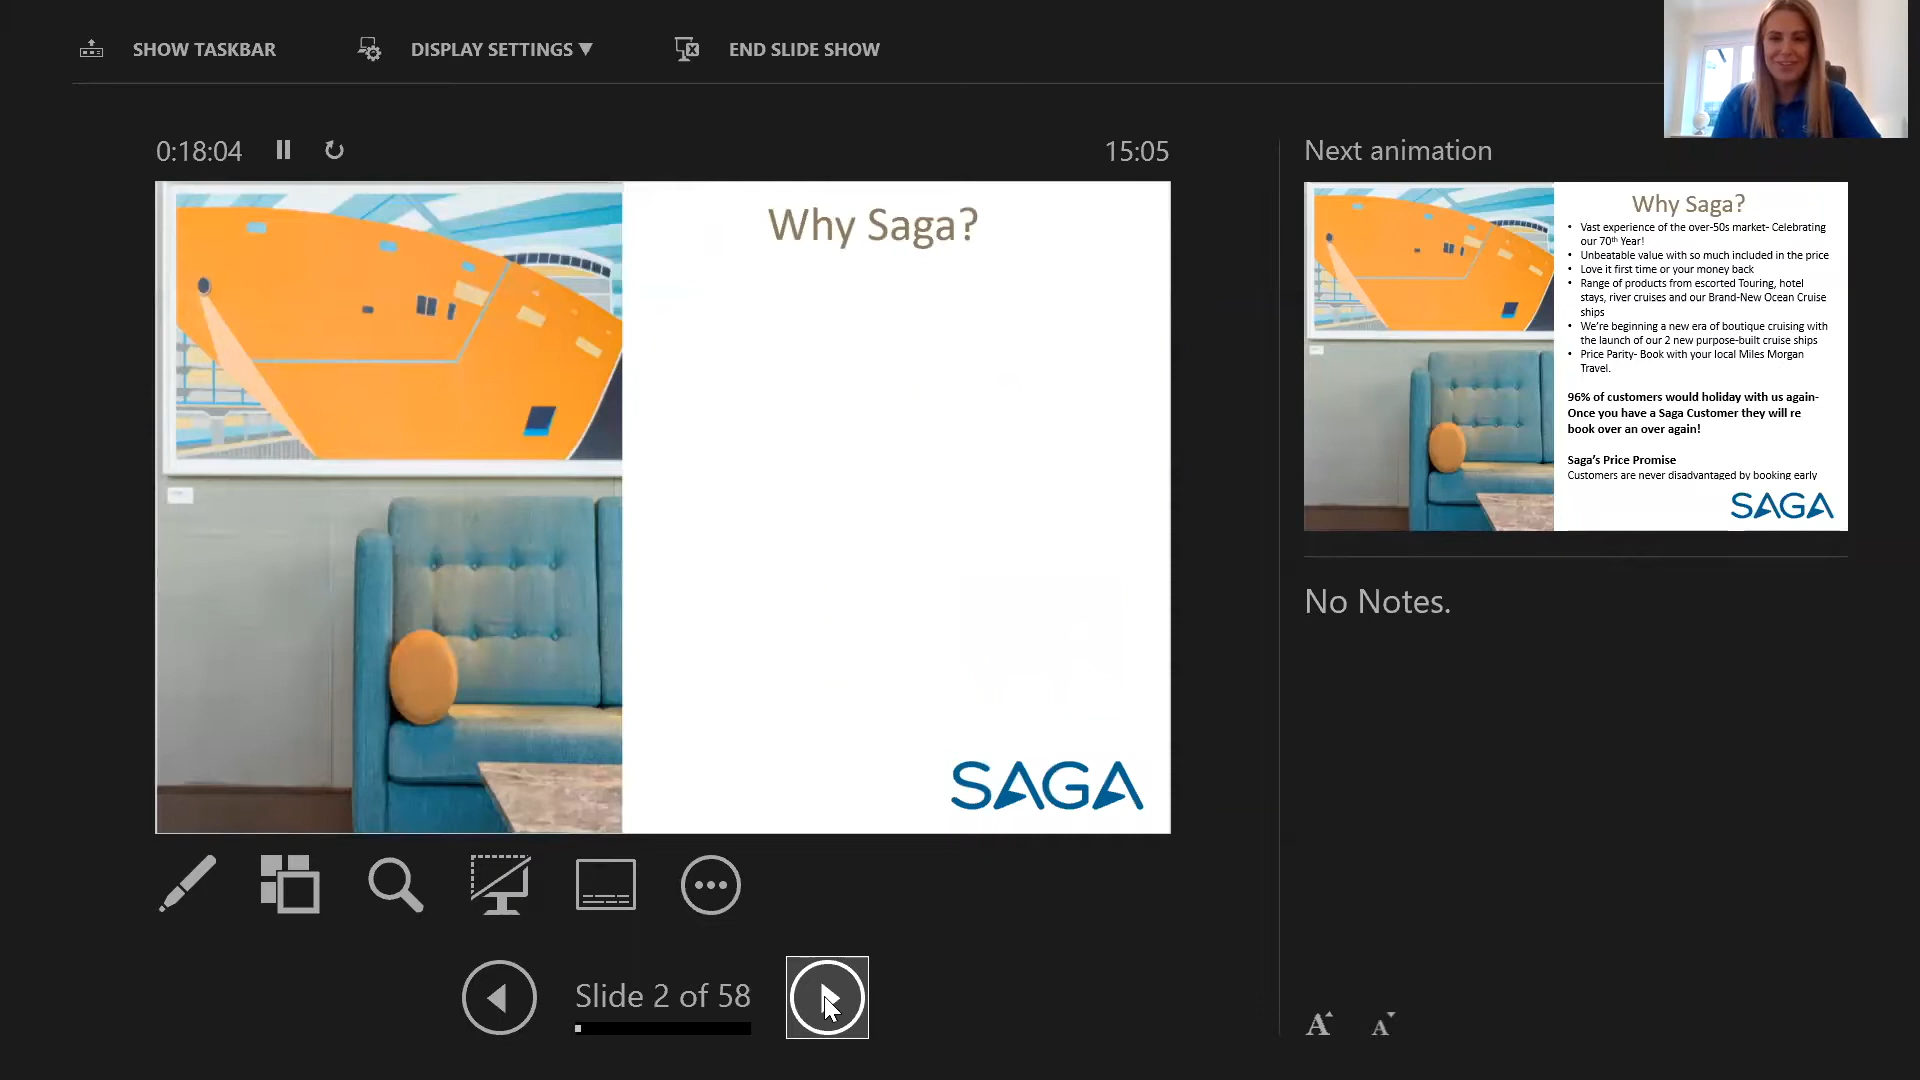 SHOW TASKBAR
DISPLAY SETTINGS ▼
END SLIDE SHOW
0:18:04
15:05
Why Saga?
SAGA
Slide 2 of 58
Next animation
Why Saga?
• Vast experience of the over-50s market- Celebrating
our 70th Year!
• Unbeatable value with so much included in the price
• Love it first time or your money back
• Range of products from escorted Touring, hotel
stays, river cruises and our Brand-New Ocean Cruise
ships
• We're beginning a new era of boutique cruising with
the launch of our 2 new purpose-built cruise ships
• Price Parity- Book with your local Miles Morgan
Travel.
96% of customers would holiday with us again-
Once you have a Saga Customer they will re
book over an over again!
Saga's Price Promise
Customers are never disadvantaged by booking early
SAGA
No Notes.
A A